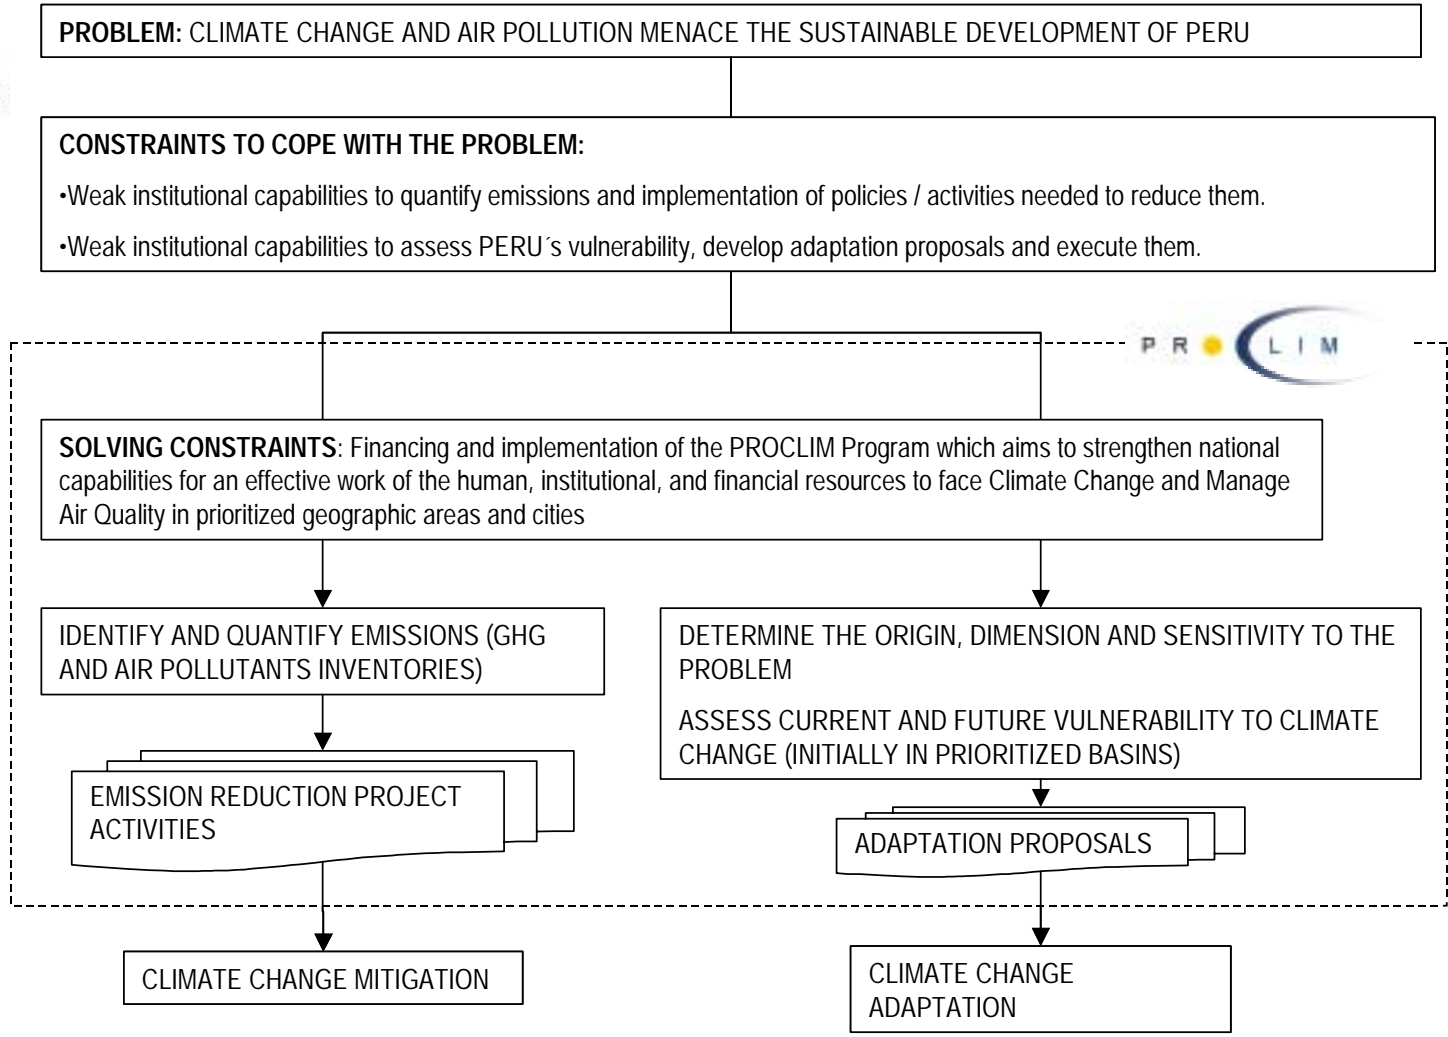 PROBLEM: CLIMATE CHANGE AND AIR POLLUTION MENACE THE SUSTAINABLE DEVELOPMENT OF PERU
CONSTRAINTS TO COPE WITH THE PROBLEM:
•Weak institutional capabilities to quantify emissions and implementation of policies / activities needed to reduce them.
•Weak institutional capabilities to assess PERU´s vulnerability, develop adaptation proposals and execute them.
PROCLIM
SOLVING CONSTRAINTS: Financing and implementation of the PROCLIM Program which aims to strengthen national
capabilities for an effective work of the human, institutional, and financial resources to face Climate Change and Manage
Air Quality in prioritized geographic areas and cities
IDENTIFY AND QUANTIFY EMISSIONS (GHG
AND AIR POLLUTANTS INVENTORIES)
DETERMINE THE ORIGIN, DIMENSION AND SENSITIVITY TO THE
PROBLEM
ASSESS CURRENT AND FUTURE VULNERABILITY TO CLIMATE
CHANGE (INITIALLY IN PRIORITIZED BASINS)
EMISSION REDUCTION PROJECT
ACTIVITIES
ADAPTATION PROPOSALS
CLIMATE CHANGE MITIGATION
CLIMATE CHANGE
ADAPTATION